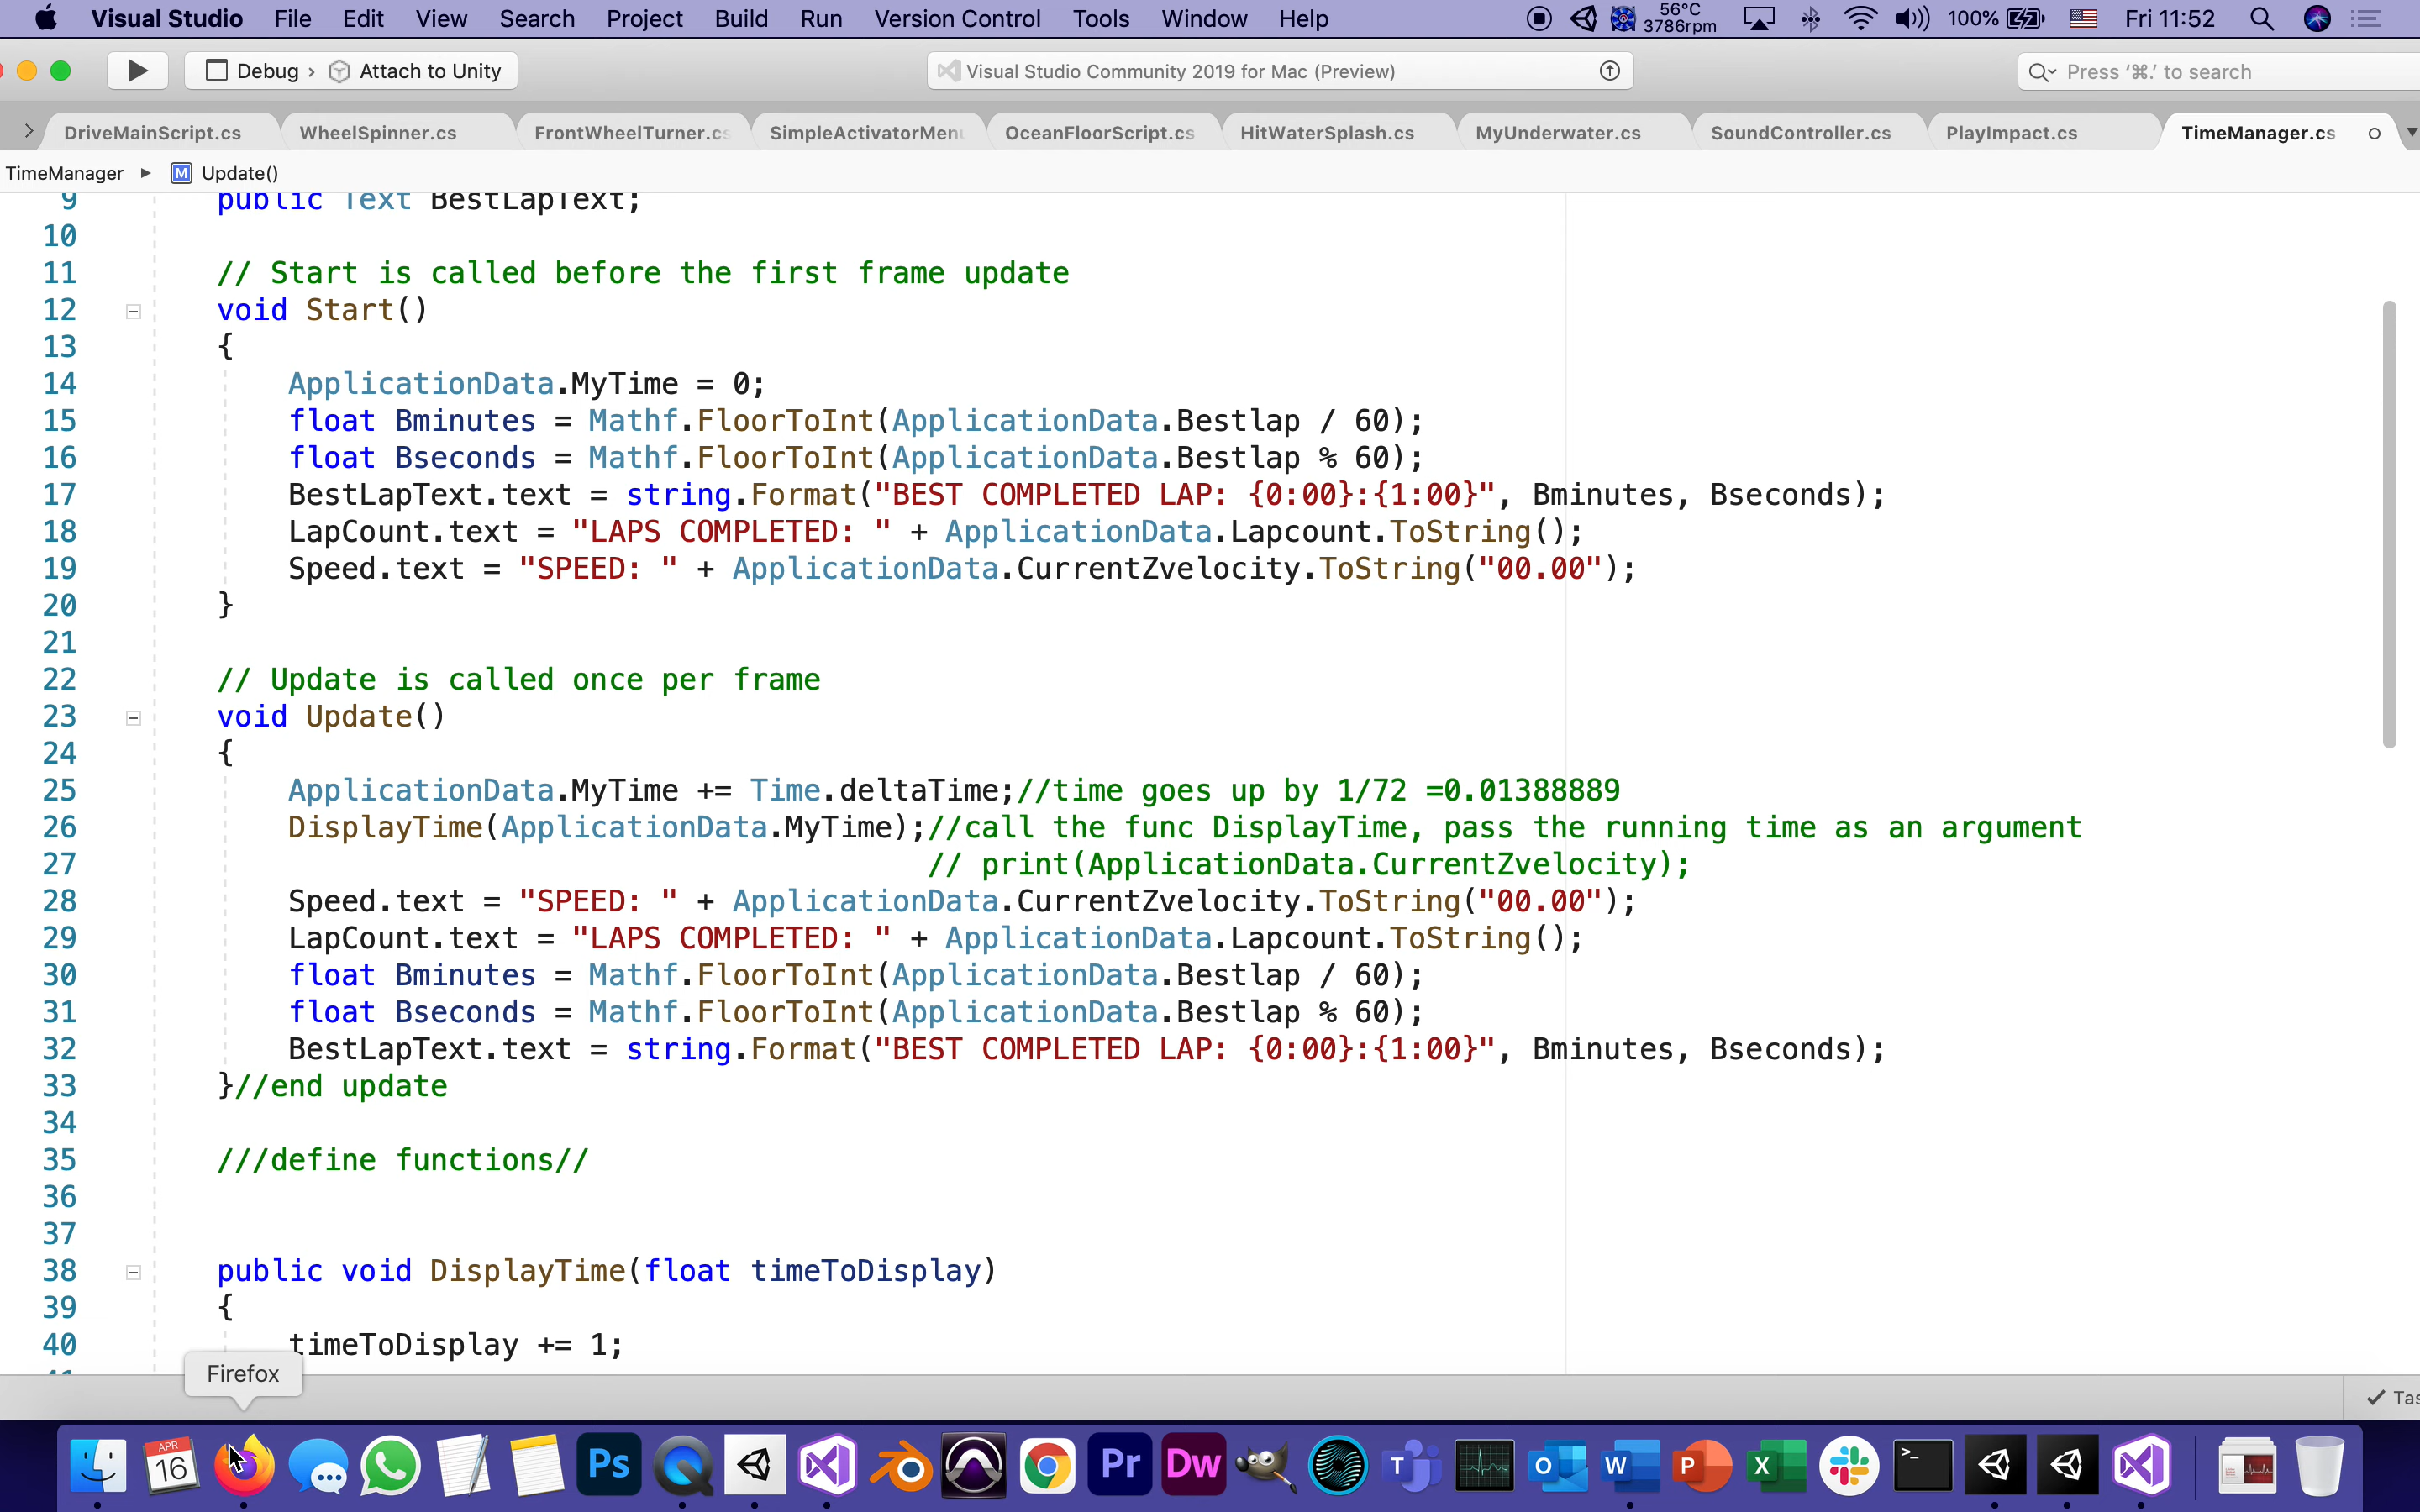 Visual Studio File Edit View Search Project Build Run Version Control Tools Window Help 56°C 3786rpm 100% Fri 11:52
Debug › Attach to Unity Visual Studio Community 2019 for Mac (Preview) Press ‘⌘.’ to search
DriveMainScript.cs WheelSpinner.cs FrontWheelTurner.cs SimpleActivatorMenu OceanFloorScript.cs HitWaterSplash.cs MyUnderwater.cs SoundController.cs PlayImpact.cs TimeManager.cs
TimeManager ▸ M Update()
9 public Text BestLapText;
10
11 // Start is called before the first frame update
12 void Start()
13 {
14 ApplicationData.MyTime = 0;
15 float Bminutes = Mathf.FloorToInt(ApplicationData.Bestlap / 60);
16 float Bseconds = Mathf.FloorToInt(ApplicationData.Bestlap % 60);
17 BestLapText.text = string.Format("BEST COMPLETED LAP: {0:00}:{1:00}", Bminutes, Bseconds);
18 LapCount.text = "LAPS COMPLETED: " + ApplicationData.Lapcount.ToString();
19 Speed.text = "SPEED: " + ApplicationData.CurrentZvelocity.ToString("00.00");
20 }
21
22 // Update is called once per frame
23 void Update()
24 {
25 ApplicationData.MyTime += Time.deltaTime;//time goes up by 1/72 =0.01388889
26 DisplayTime(ApplicationData.MyTime);//call the func DisplayTime, pass the running time as an argument
27 // print(ApplicationData.CurrentZvelocity);
28 Speed.text = "SPEED: " + ApplicationData.CurrentZvelocity.ToString("00.00");
29 LapCount.text = "LAPS COMPLETED: " + ApplicationData.Lapcount.ToString();
30 float Bminutes = Mathf.FloorToInt(ApplicationData.Bestlap / 60);
31 float Bseconds = Mathf.FloorToInt(ApplicationData.Bestlap % 60);
32 BestLapText.text = string.Format("BEST COMPLETED LAP: {0:00}:{1:00}", Bminutes, Bseconds);
33 }//end update
34
35 ///define functions//
36
37
38 public void DisplayTime(float timeToDisplay)
39 {
40 timeToDisplay += 1;
Firefox
APR 16 Ps Pr Dw T O W P X >_